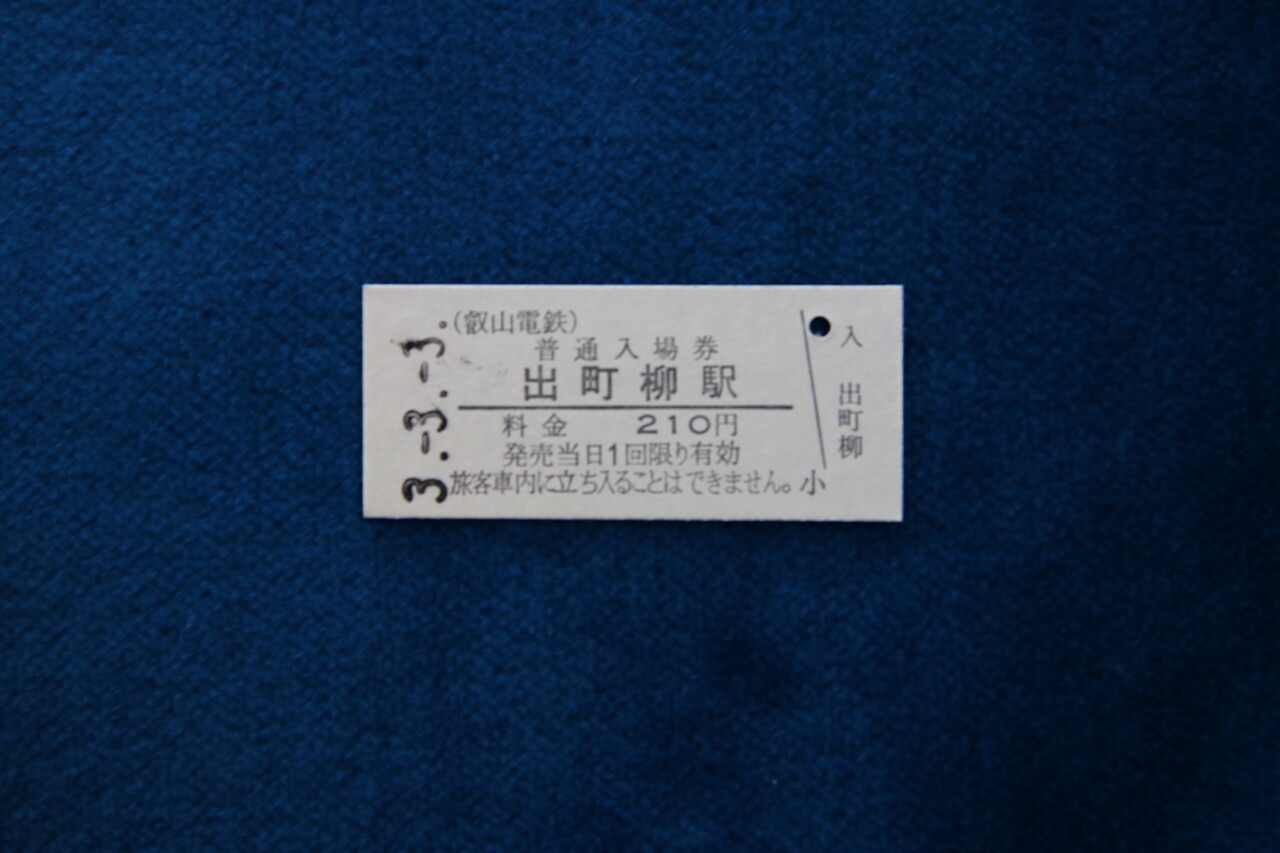 3.-3.-3.
(叡山電鉄)
普通入場券
出町柳駅
料金 210円
発売当日1回限り有効
旅客車内に立ち入ることはできません。小
入 出町柳